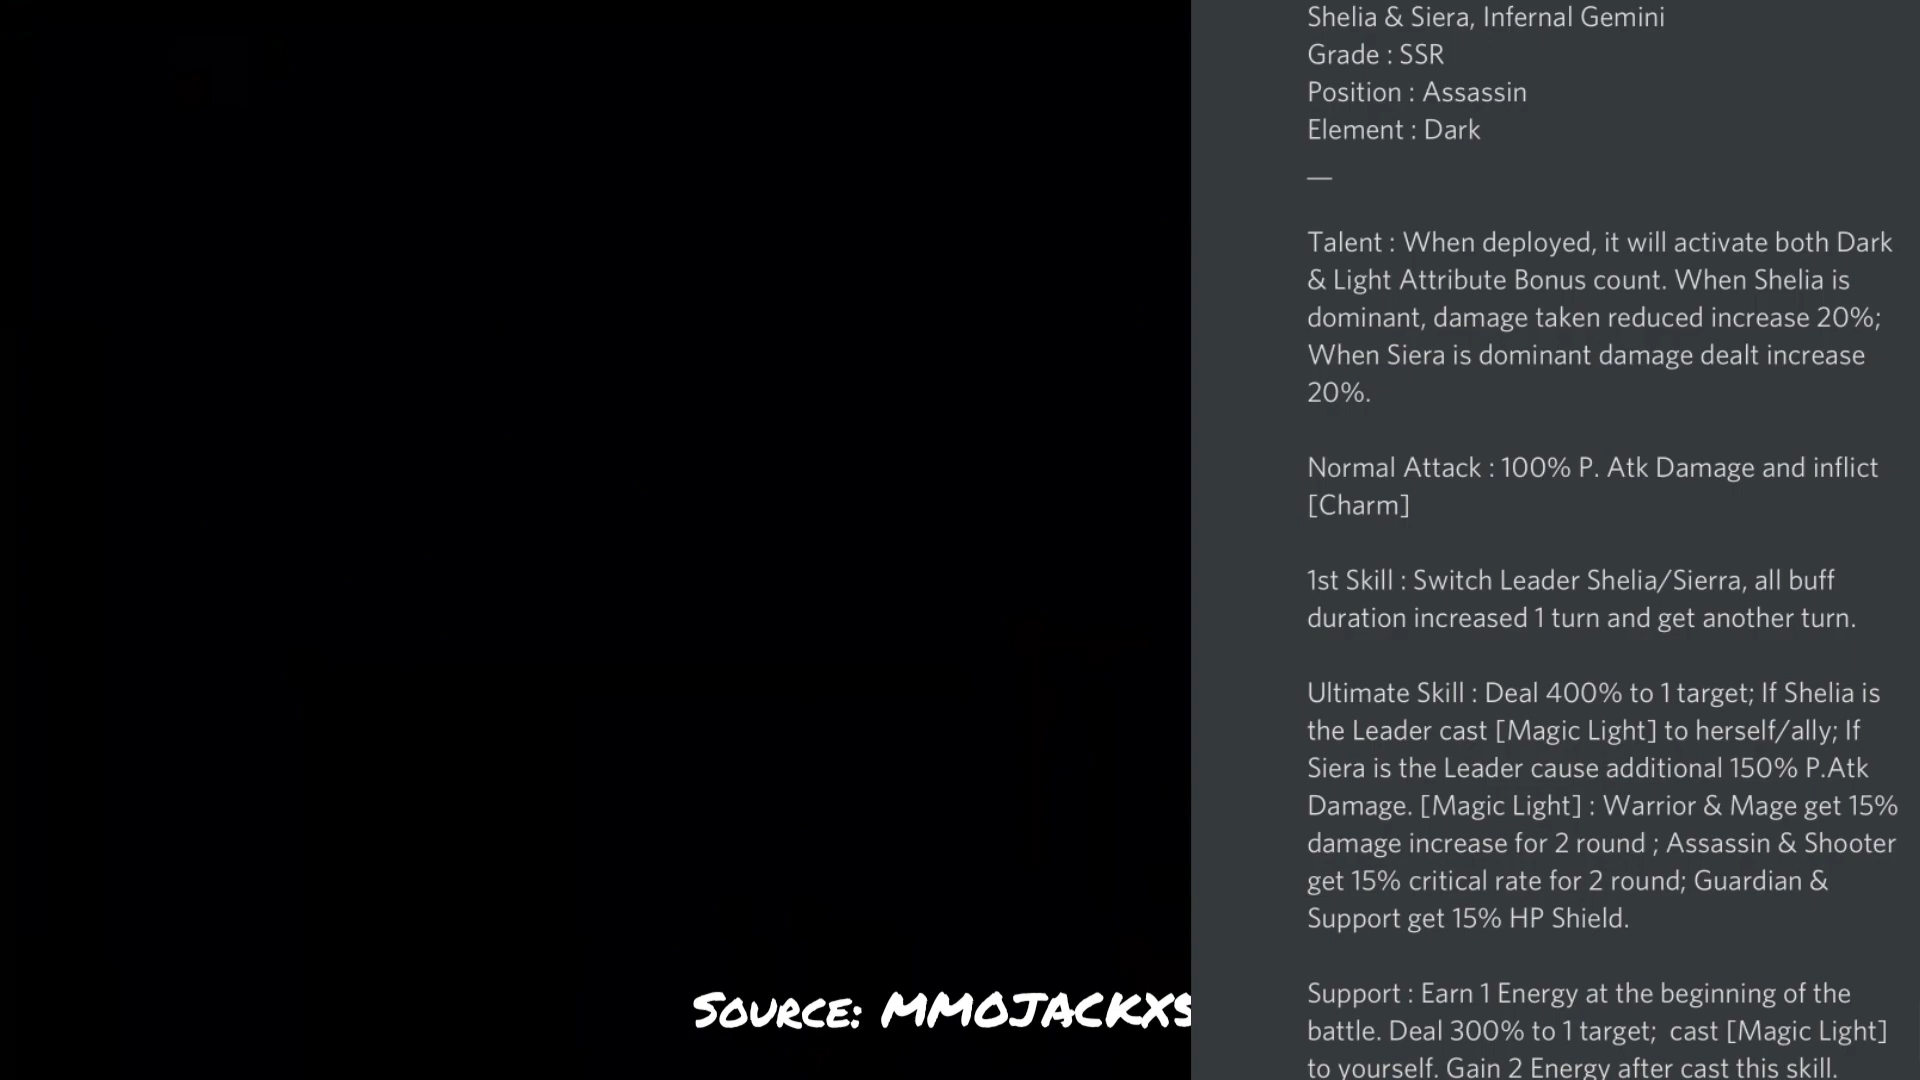 Shelia & Siera, Infernal Gemini
Grade : SSR
Position : Assassin
Element : Dark
—
Talent : When deployed, it will activate both Dark
& Light Attribute Bonus count. When Shelia is
dominant, damage taken reduced increase 20%;
When Siera is dominant damage dealt increase
20%.
Normal Attack : 100% P. Atk Damage and inflict
[Charm]
1st Skill : Switch Leader Shelia/Sierra, all buff
duration increased 1 turn and get another turn.
Ultimate Skill : Deal 400% to 1 target; If Shelia is
the Leader cast [Magic Light] to herself/ally; If
Siera is the Leader cause additional 150% P.Atk
Damage. [Magic Light] : Warrior & Mage get 15%
damage increase for 2 round ; Assassin & Shooter
get 15% critical rate for 2 round; Guardian &
Support get 15% HP Shield.
Support : Earn 1 Energy at the beginning of the
battle. Deal 300% to 1 target;  cast [Magic Light]
to yourself. Gain 2 Energy after cast this skill.
Source: MMOJACKXS